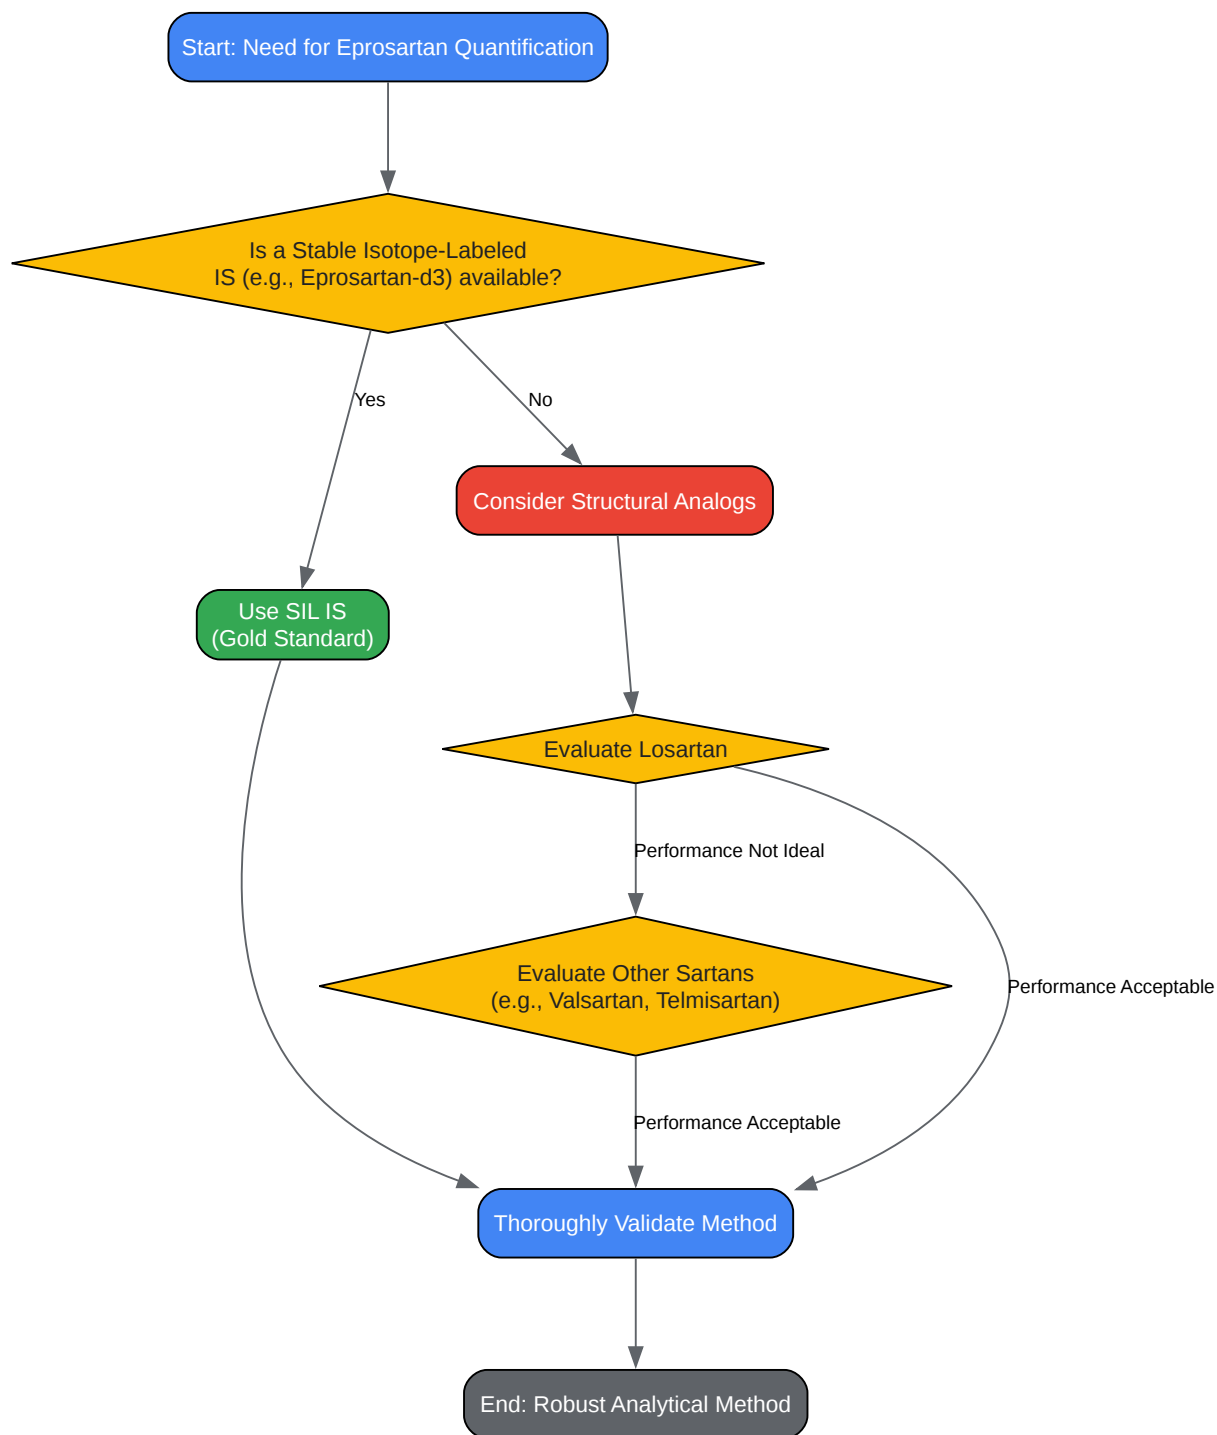 Start: Need for Eprosartan Quantification
Is a Stable Isotope-Labeled
IS (e.g., Eprosartan-d3) available?
Yes
No
Consider Structural Analogs
Use SIL IS
(Gold Standard)
Evaluate Losartan
Performance Not Ideal
Evaluate Other Sartans
(e.g., Valsartan, Telmisartan)
Performance Acceptable
Performance Acceptable
Thoroughly Validate Method
End: Robust Analytical Method